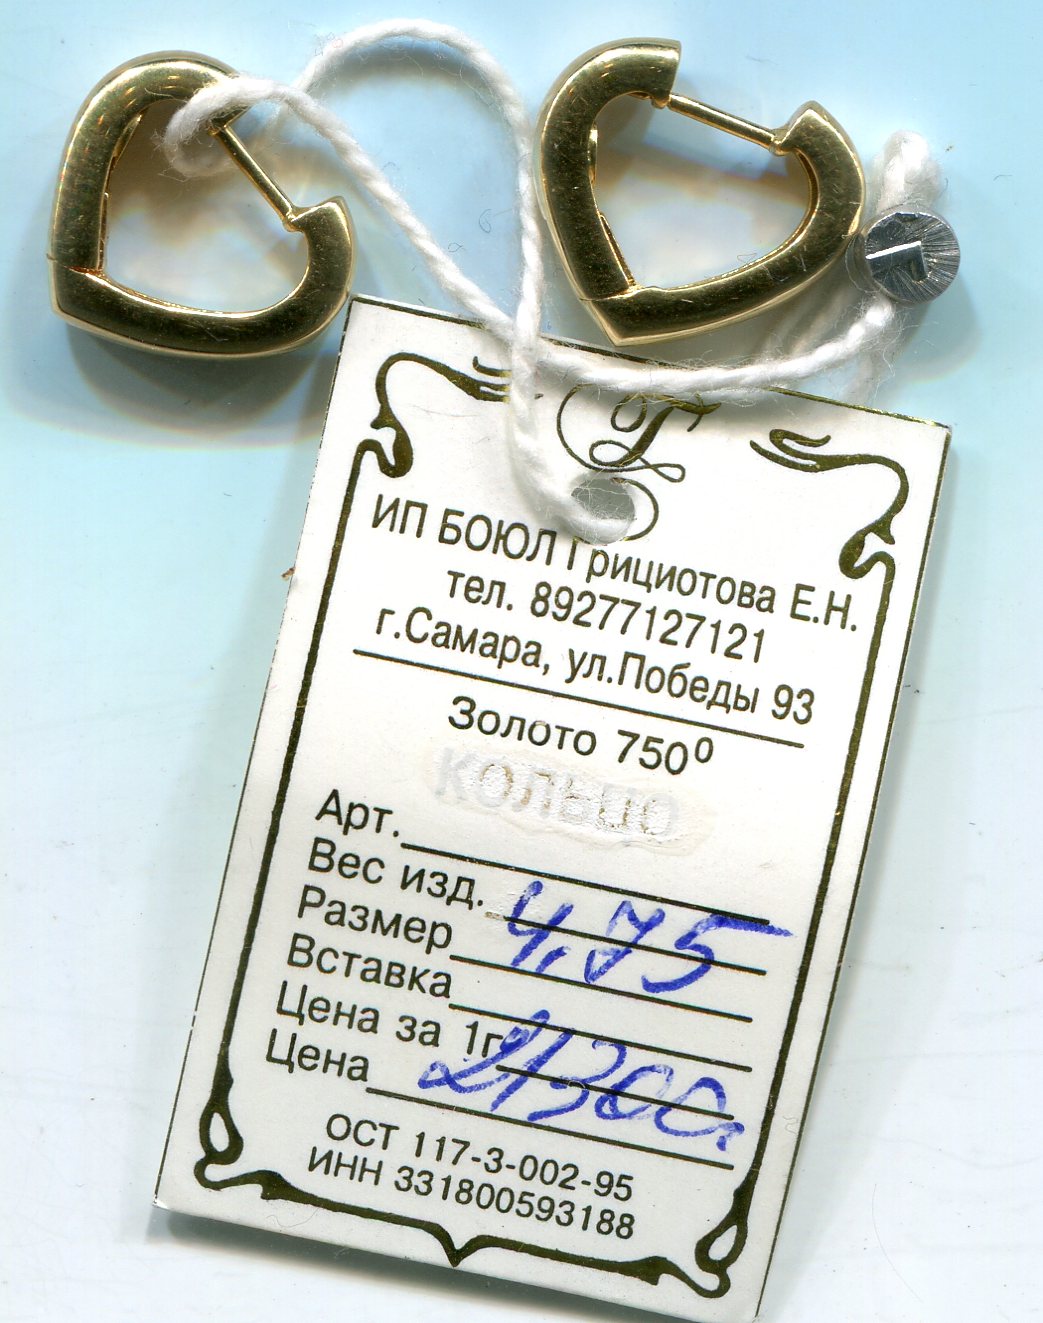 Г
ИП БОЮЛ Грициотова Е.Н.
тел. 89277127121
г.Самара, ул.Победы 93
Золото 750⁰
КОЛЬЦО
Арт.
Вес изд. 4,75
Размер
Вставка
Цена за 1г
Цена 21300
ОСТ 117-3-002-95
ИНН 331800593188